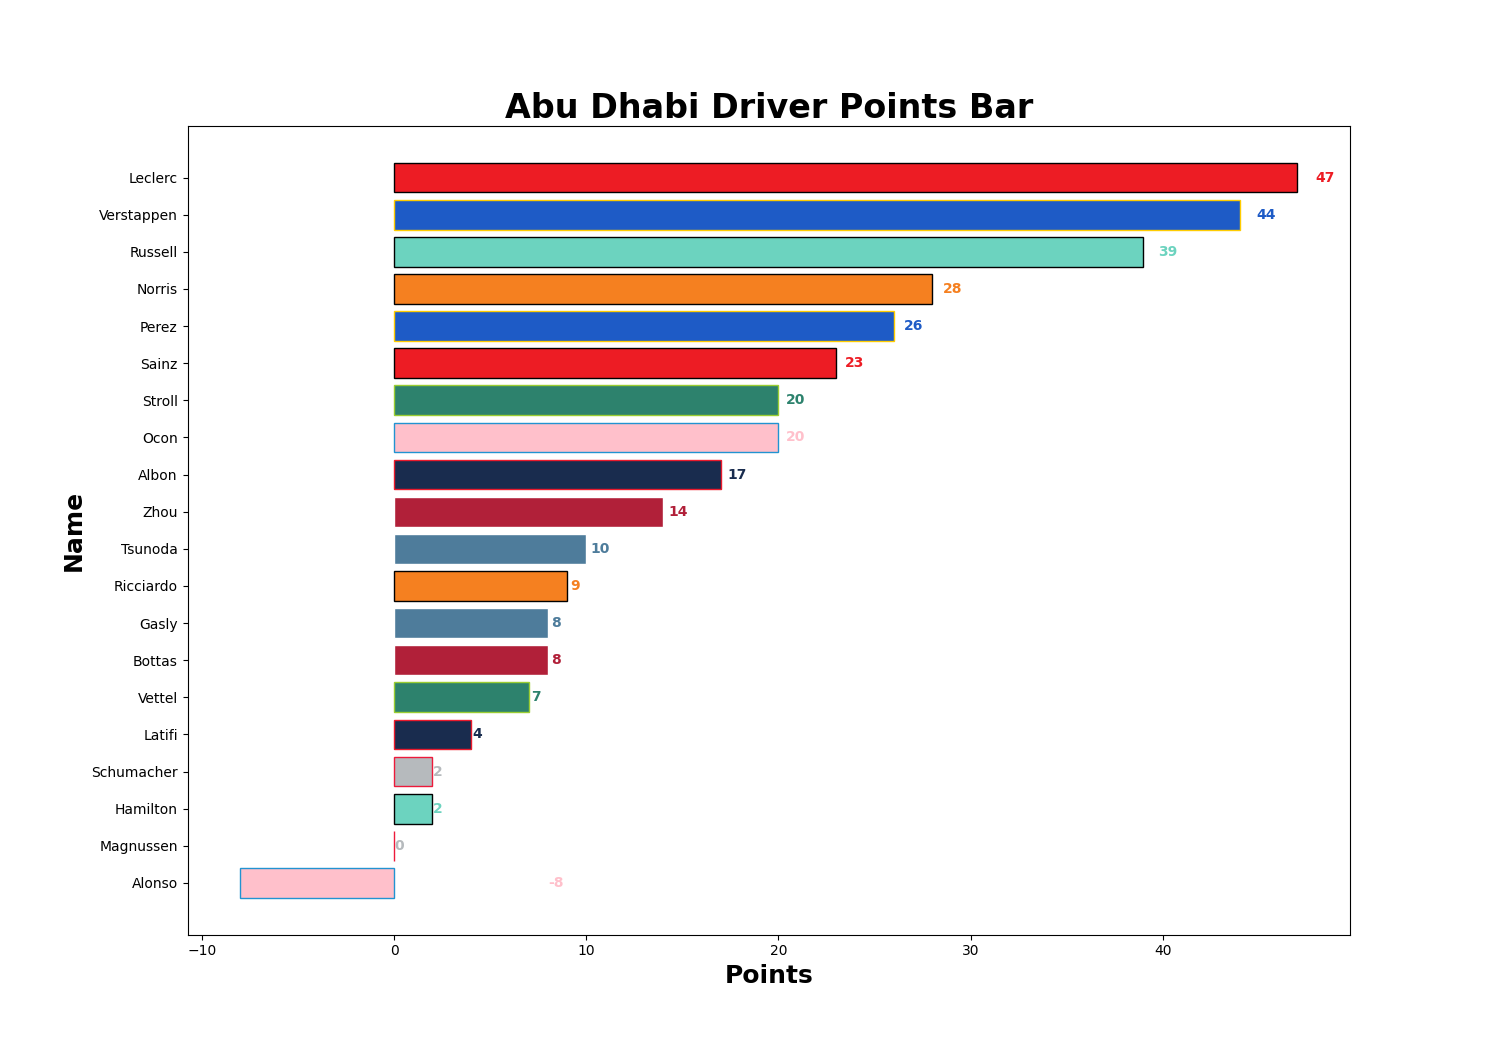 Abu Dhabi Driver Points Bar
Leclerc 47
Verstappen 44
Russell 39
Norris 28
Perez 26
Sainz 23
Stroll 20
Ocon 20
Albon 17
Zhou 14
Tsunoda 10
Ricciardo 9
Gasly 8
Bottas 8
Vettel 7
Latifi 4
Schumacher 2
Hamilton 2
Magnussen 0
Alonso -8
Name
−10 0 10 20 30 40
Points